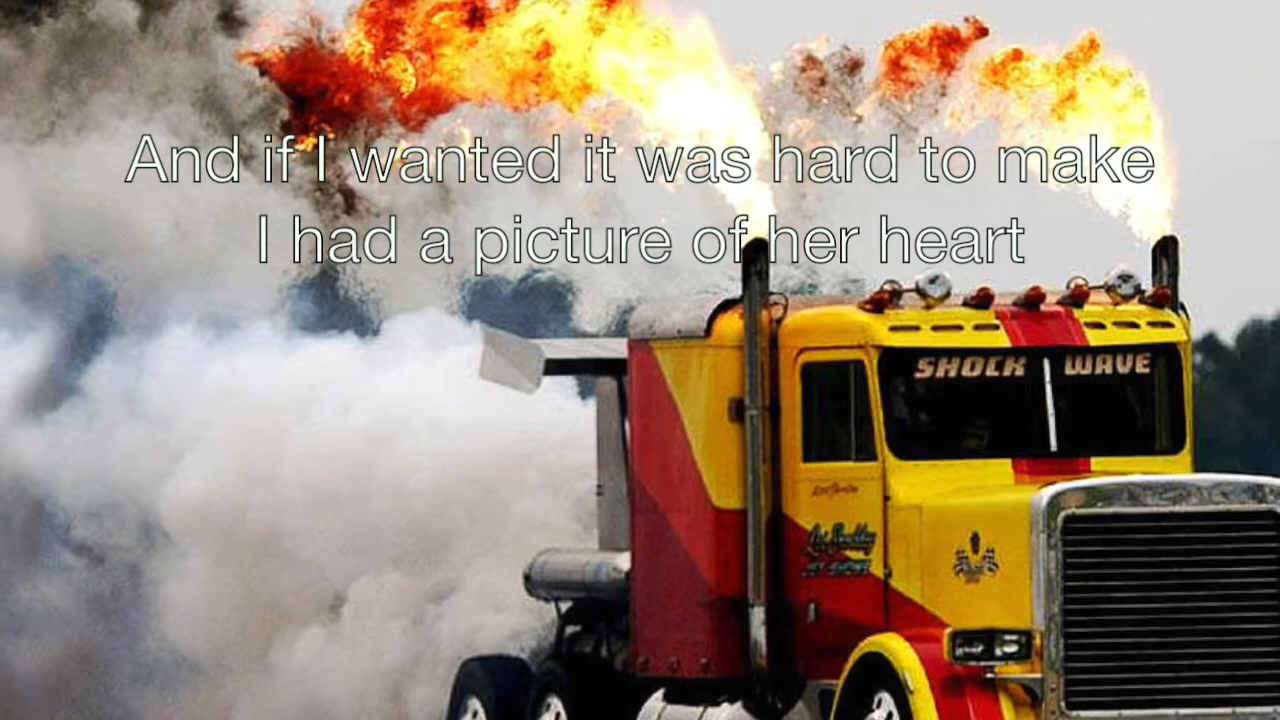 And if I wanted it was hard to make
I had a picture of her heart
SHOCK WAVE